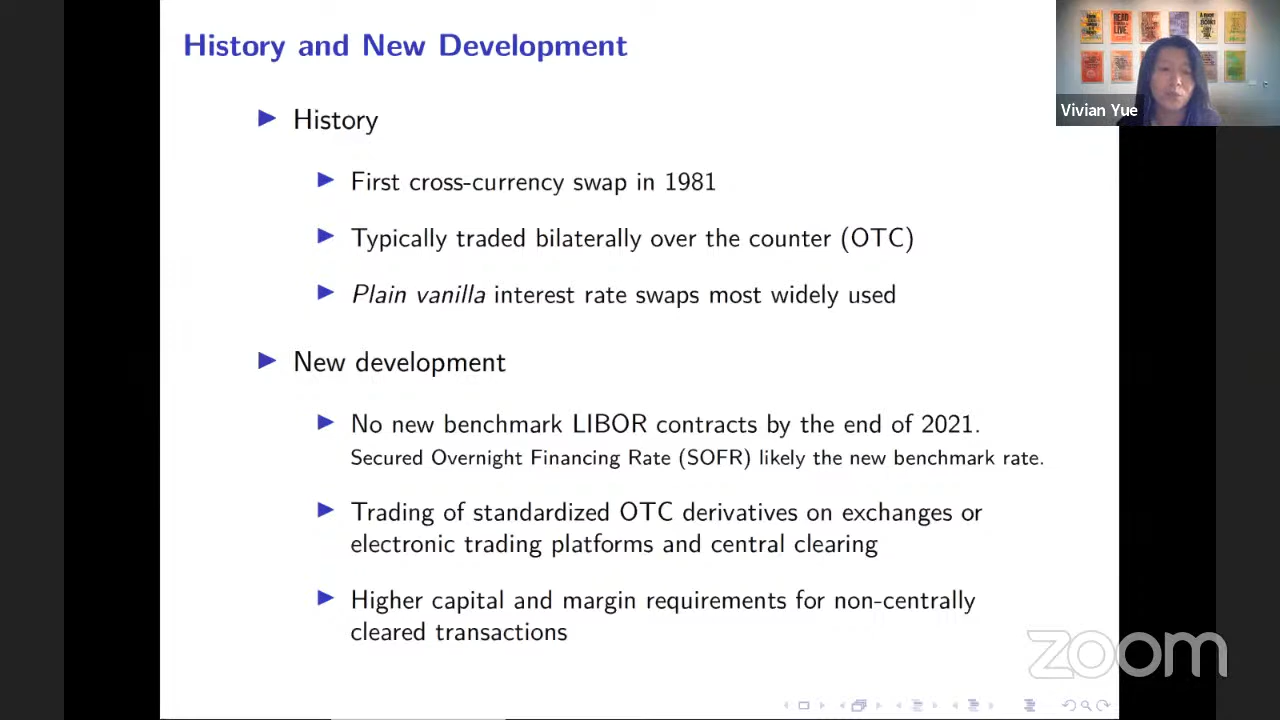 History and New Development
History
First cross-currency swap in 1981
Typically traded bilaterally over the counter (OTC)
Plain vanilla interest rate swaps most widely used
New development
No new benchmark LIBOR contracts by the end of 2021.
Secured Overnight Financing Rate (SOFR) likely the new benchmark rate.
Trading of standardized OTC derivatives on exchanges or
electronic trading platforms and central clearing
Higher capital and margin requirements for non-centrally
cleared transactions
READ
LIVE.
Vivian Yue
zoom